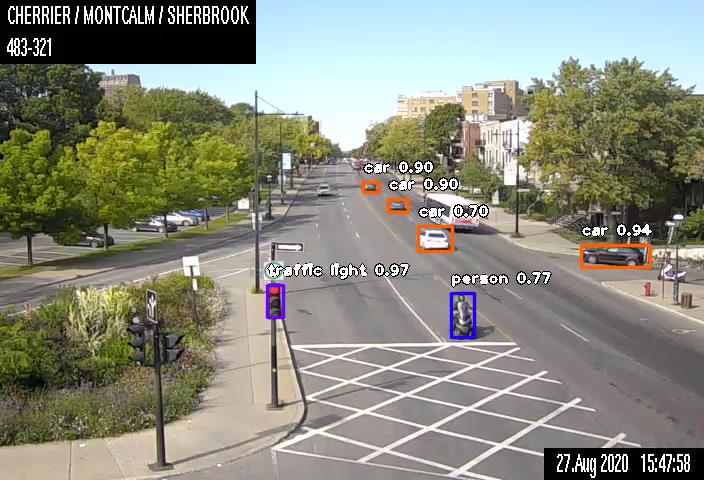 CHERRIER / MONTCALM / SHERBROOK
483-321
car 0.90
car 0.90
car 0.70
car 0.94
traffic light 0.97
person 0.77
27.Aug 2020 15:47:58